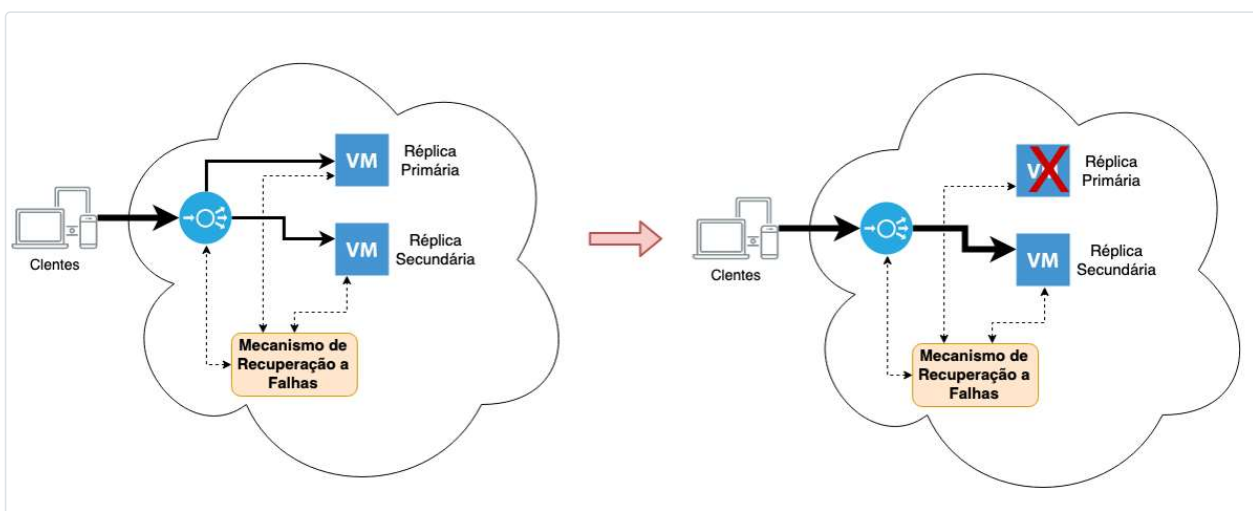 VM
Réplica
Primária
Clentes
VM
Réplica
Secundária
Mecanismo de
Recuperação a
Falhas
VM
X
Réplica
Primária
Clentes
VM
Réplica
Secundária
Mecanismo de
Recuperação a
Falhas